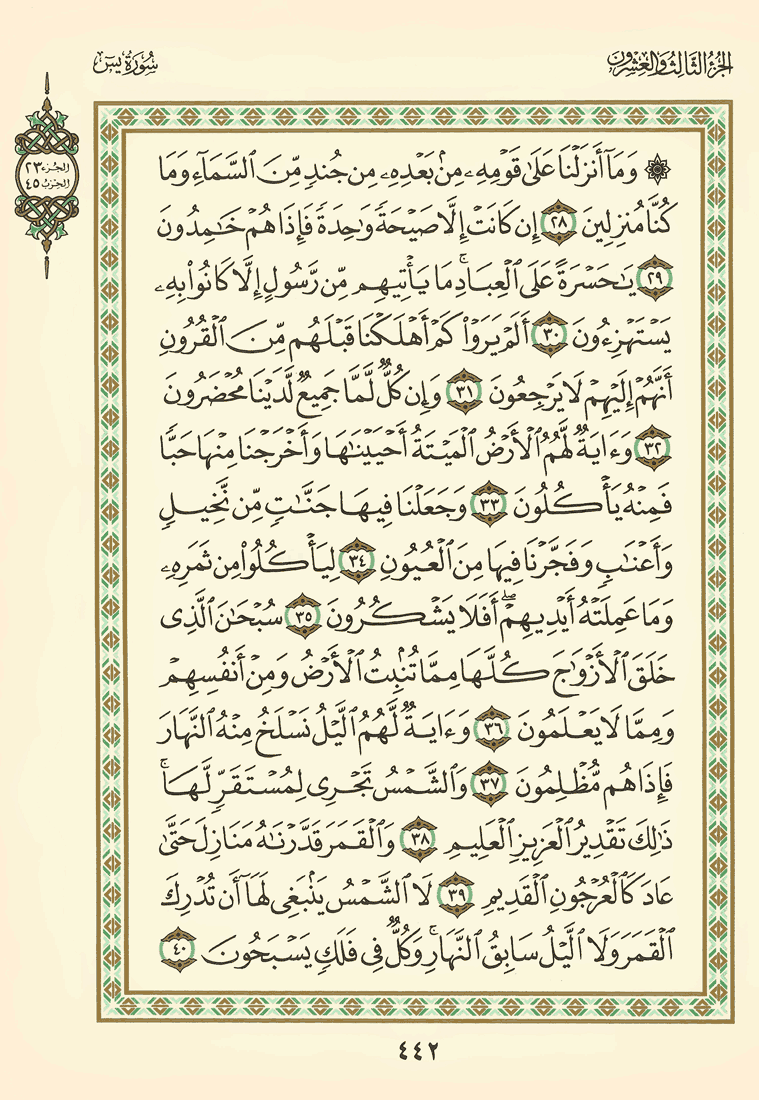 الجزء الثالث والعشرون
سورة يس
الجزء ٢٣
الحزب ٤٥
۞ وَمَآ أَنزَلْنَا عَلَىٰ قَوْمِهِۦ مِنۢ بَعْدِهِۦ مِن جُندٍ مِّنَ ٱلسَّمَآءِ وَمَا
كُنَّا مُنزِلِينَ ٢٨ إِن كَانَتْ إِلَّا صَيْحَةً وَٰحِدَةً فَإِذَا هُمْ خَٰمِدُونَ
٢٩ يَٰحَسْرَةً عَلَى ٱلْعِبَادِ ۚ مَا يَأْتِيهِم مِّن رَّسُولٍ إِلَّا كَانُوا۟ بِهِۦ
يَسْتَهْزِءُونَ ٣٠ أَلَمْ يَرَوْا۟ كَمْ أَهْلَكْنَا قَبْلَهُم مِّنَ ٱلْقُرُونِ
أَنَّهُمْ إِلَيْهِمْ لَا يَرْجِعُونَ ٣١ وَإِن كُلٌّ لَّمَّا جَمِيعٌ لَّدَيْنَا مُحْضَرُونَ
٣٢ وَءَايَةٌ لَّهُمُ ٱلْأَرْضُ ٱلْمَيْتَةُ أَحْيَيْنَٰهَا وَأَخْرَجْنَا مِنْهَا حَبًّا
فَمِنْهُ يَأْكُلُونَ ٣٣ وَجَعَلْنَا فِيهَا جَنَّٰتٍ مِّن نَّخِيلٍ
وَأَعْنَٰبٍ وَفَجَّرْنَا فِيهَا مِنَ ٱلْعُيُونِ ٣٤ لِيَأْكُلُوا۟ مِن ثَمَرِهِۦ
وَمَا عَمِلَتْهُ أَيْدِيهِمْ ۖ أَفَلَا يَشْكُرُونَ ٣٥ سُبْحَٰنَ ٱلَّذِى
خَلَقَ ٱلْأَزْوَٰجَ كُلَّهَا مِمَّا تُنۢبِتُ ٱلْأَرْضُ وَمِنْ أَنفُسِهِمْ
وَمِمَّا لَا يَعْلَمُونَ ٣٦ وَءَايَةٌ لَّهُمُ ٱلَّيْلُ نَسْلَخُ مِنْهُ ٱلنَّهَارَ
فَإِذَا هُم مُّظْلِمُونَ ٣٧ وَٱلشَّمْسُ تَجْرِى لِمُسْتَقَرٍّ لَّهَا ۚ
ذَٰلِكَ تَقْدِيرُ ٱلْعَزِيزِ ٱلْعَلِيمِ ٣٨ وَٱلْقَمَرَ قَدَّرْنَٰهُ مَنَازِلَ حَتَّىٰ
عَادَ كَٱلْعُرْجُونِ ٱلْقَدِيمِ ٣٩ لَا ٱلشَّمْسُ يَنۢبَغِى لَهَآ أَن تُدْرِكَ
ٱلْقَمَرَ وَلَا ٱلَّيْلُ سَابِقُ ٱلنَّهَارِ ۚ وَكُلٌّ فِى فَلَكٍ يَسْبَحُونَ ٤٠
٤٤٢